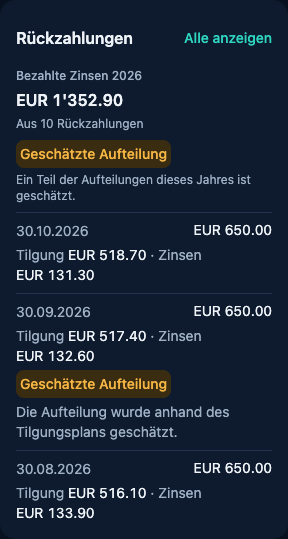 Rückzahlungen Alle anzeigen
Bezahlte Zinsen 2026
EUR 1'352.90
Aus 10 Rückzahlungen
Geschätzte Aufteilung
Ein Teil der Aufteilungen dieses Jahres ist
geschätzt.
30.10.2026 EUR 650.00
Tilgung EUR 518.70 · Zinsen
EUR 131.30
30.09.2026 EUR 650.00
Tilgung EUR 517.40 · Zinsen
EUR 132.60
Geschätzte Aufteilung
Die Aufteilung wurde anhand des
Tilgungsplans geschätzt.
30.08.2026 EUR 650.00
Tilgung EUR 516.10 · Zinsen
EUR 133.90